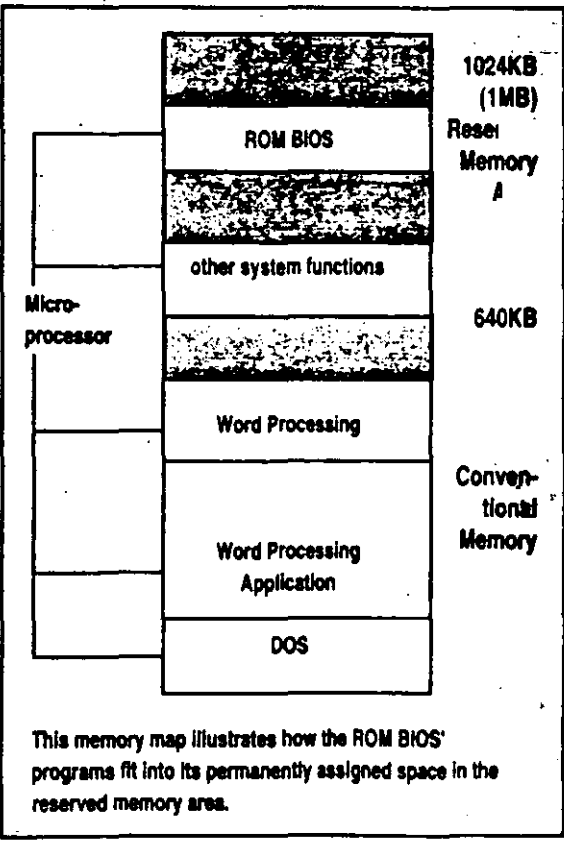 1024KB
(1MB)
ROM BIOS
Memory
other system functions
Micro-
processor
640KB
Word Processing
Conven-
tional
Memory
Word Processing
Application
DOS
This memory map illustrates how the ROM BIOS'
programs fit into its permanently assigned space in the
reserved memory area.